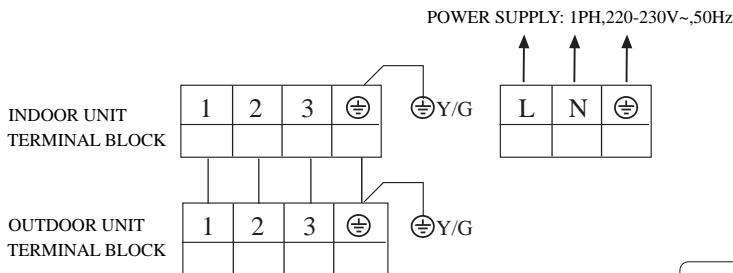 POWER SUPPLY: 1PH,220-230V~,50Hz
INDOOR UNIT
TERMINAL BLOCK
1 2 3 Y/G
L N
OUTDOOR UNIT
TERMINAL BLOCK
1 2 3 Y/G